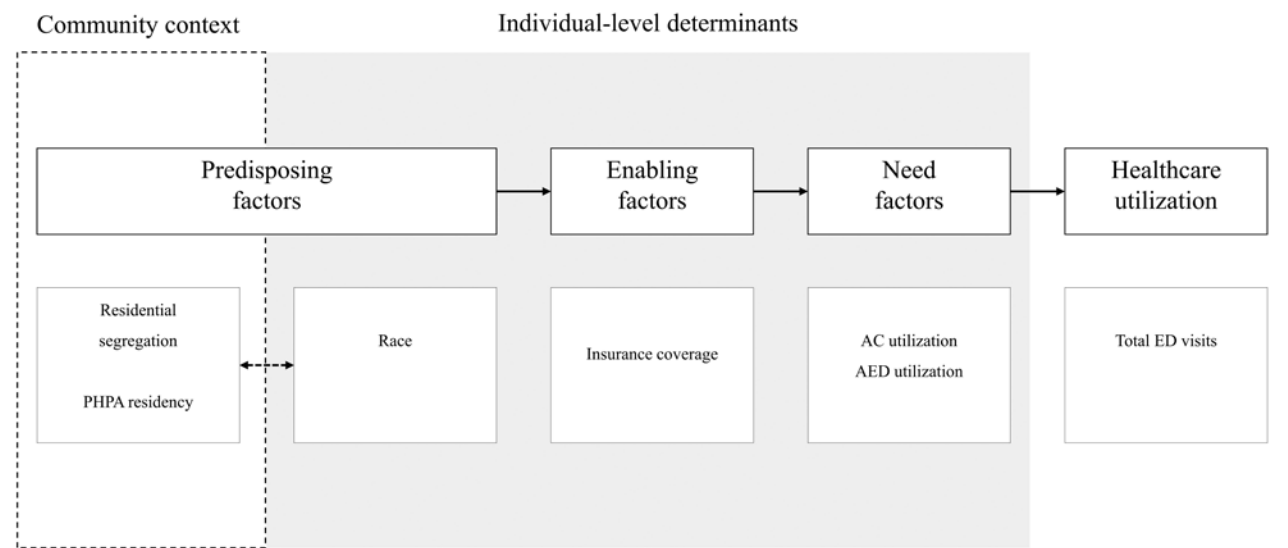 Community context
Individual-level determinants
Predisposing
factors
Enabling
factors
Need
factors
Healthcare
utilization
Residential
segregation
PHPA residency
Race
Insurance coverage
AC utilization
AED utilization
Total ED visits